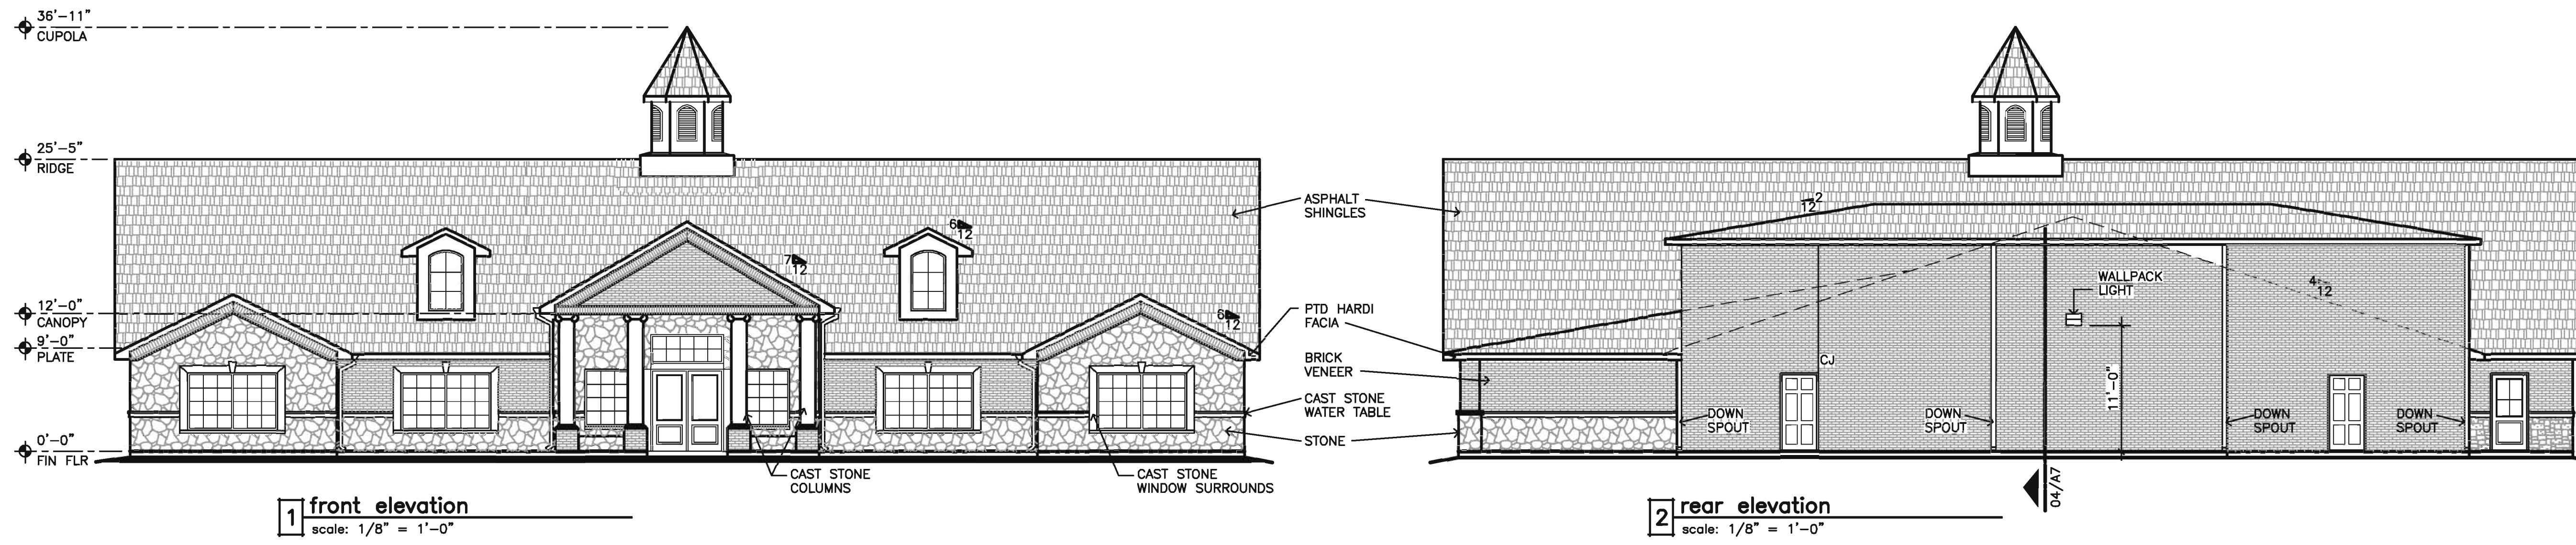 36'-11"
CUPOLA
25'-5"
RIDGE
12'-0"
CANOPY
9'-0"
PLATE
0'-0"
FIN FLR
6
12
7
12
6
12
CAST STONE
COLUMNS
CAST STONE
WINDOW SURROUNDS
1 front elevation
scale: 1/8" = 1'-0"
ASPHALT
SHINGLES
PTD HARDI
FACIA
BRICK
VENEER
CAST STONE
WATER TABLE
STONE
2
12
4
12
WALLPACK
LIGHT
CJ
11'-0"
DOWN
SPOUT
DOWN
SPOUT
DOWN
SPOUT
DOWN
SPOUT
04/A7
2 rear elevation
scale: 1/8" = 1'-0"